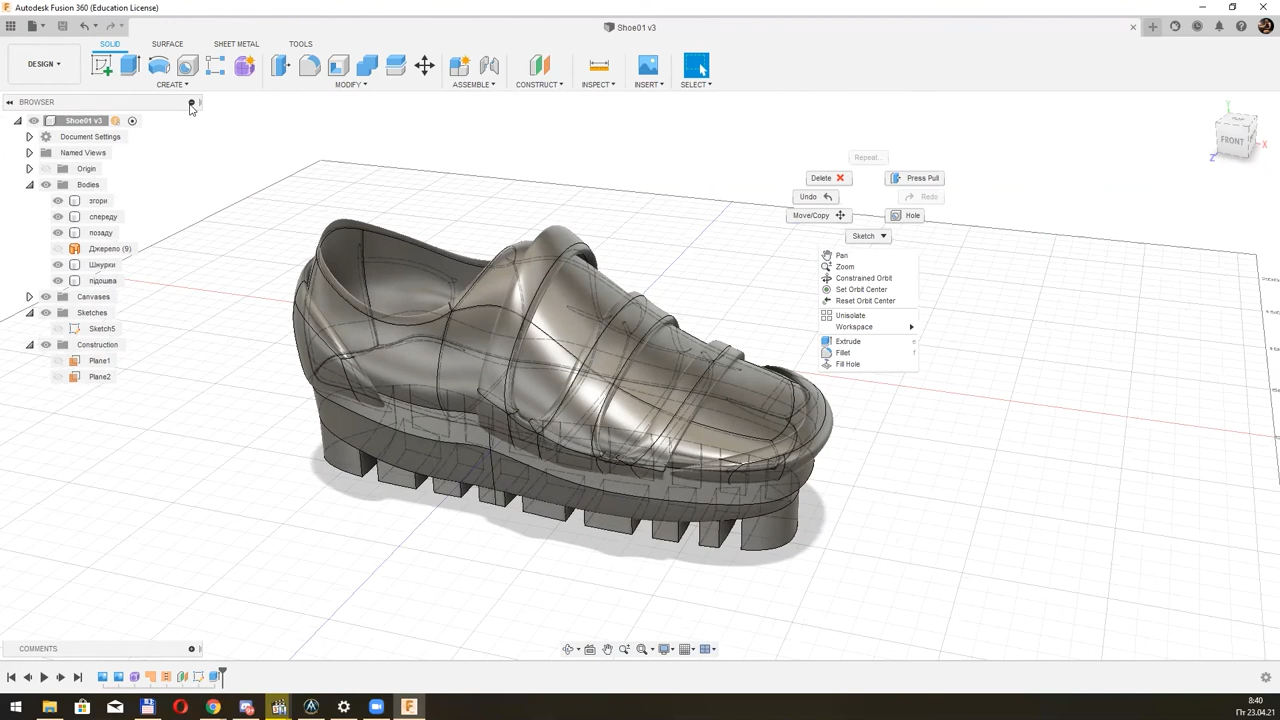 Autodesk Fusion 360 (Education License)
Shoe01 v3
DESIGN
SOLID
SURFACE
SHEET METAL
TOOLS
CREATE
MODIFY
ASSEMBLE
CONSTRUCT
INSPECT
INSERT
SELECT
BROWSER
Shoe01 v3
Document Settings
Named Views
Origin
Bodies
згори
спереду
позаду
Джерело (9)
Шнурки
підошва
Canvases
Sketches
Sketch5
Construction
Plane1
Plane2
Repeat...
Delete
Press Pull
Undo
Redo
Move/Copy
Hole
Sketch
Pan
Zoom
Constrained Orbit
Set Orbit Center
Reset Orbit Center
Unisolate
Workspace
Extrude e
Fillet f
Fill Hole
Y
FRONT
X
Z
COMMENTS
8:40
Пт 23.04.21